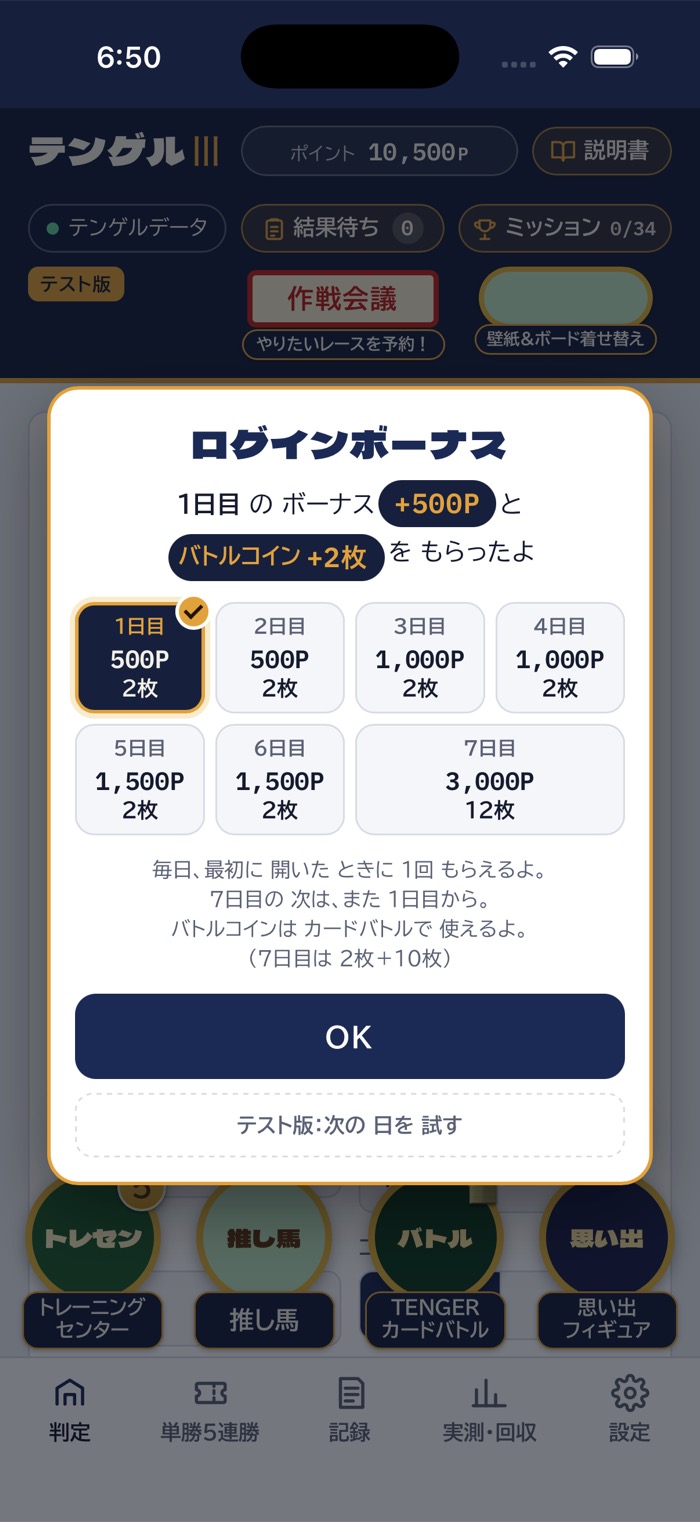 6:50
テンゲル
ポイント 10,500P
説明書
テンゲルデータ
結果待ち 0
ミッション 0/34
テスト版
作戦会議
やりたいレースを予約！
壁紙&ボード着せ替え
ログインボーナス
1日目 の ボーナス +500P と
バトルコイン +2枚 を もらったよ
1日目
500P
2枚
2日目
500P
2枚
3日目
1,000P
2枚
4日目
1,000P
2枚
5日目
1,500P
2枚
6日目
1,500P
2枚
7日目
3,000P
12枚
毎日、最初に 開いた ときに 1回 もらえるよ。
7日目の 次は、また 1日目から。
バトルコインは カードバトルで 使えるよ。
（7日目は 2枚＋10枚）
OK
テスト版：次の 日を 試す
トレセン
推し馬
バトル
思い出
トレーニング
センター
推し馬
TENGER
カードバトル
思い出
フィギュア
判定
単勝5連勝
記録
実測・回収
設定